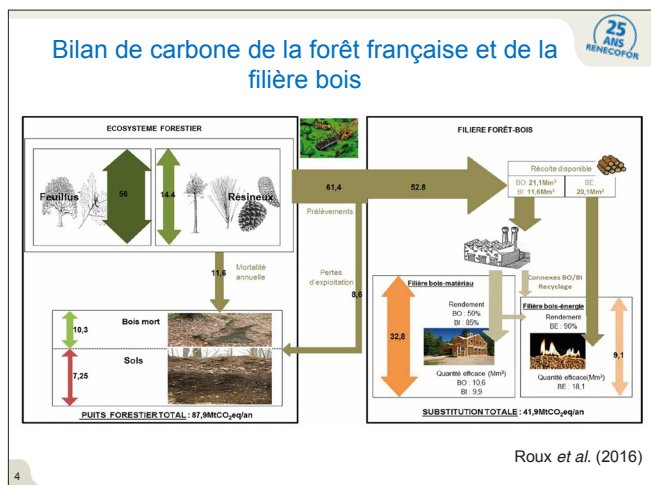 25
ANS
RENECOFOR
Bilan de carbone de la forêt française et de la
filière bois
ECOSYSTEME FORESTIER
Feuillus
56
14,4
Résineux
11,6
Mortalité
annuelle
10,3
Bois mort
7,25
Sols
PUITS FORESTIER TOTAL : 87,9MtCO2eq/an
61,4
52.8
Prélèvements
Pertes
d'exploitation
8,6
FILIERE FORÊT-BOIS
Récolte disponible
BO: 21,1Mm3
BI : 11,6Mm3
BE:
20,1Mm3
Connexes BO/BI
Recyclage
Filière bois-matériau
Rendement
BO : 50%
BI : 85%
32,8
Quantité efficace (Mm3)
BO : 10,6
BI : 9,9
Filière bois-énergie
Rendement
BE : 90%
9,1
Quantité efficace(Mm3)
BE : 18,1
SUBSTITUTION TOTALE : 41,9MtCO2eq/an
Roux et al. (2016)
4